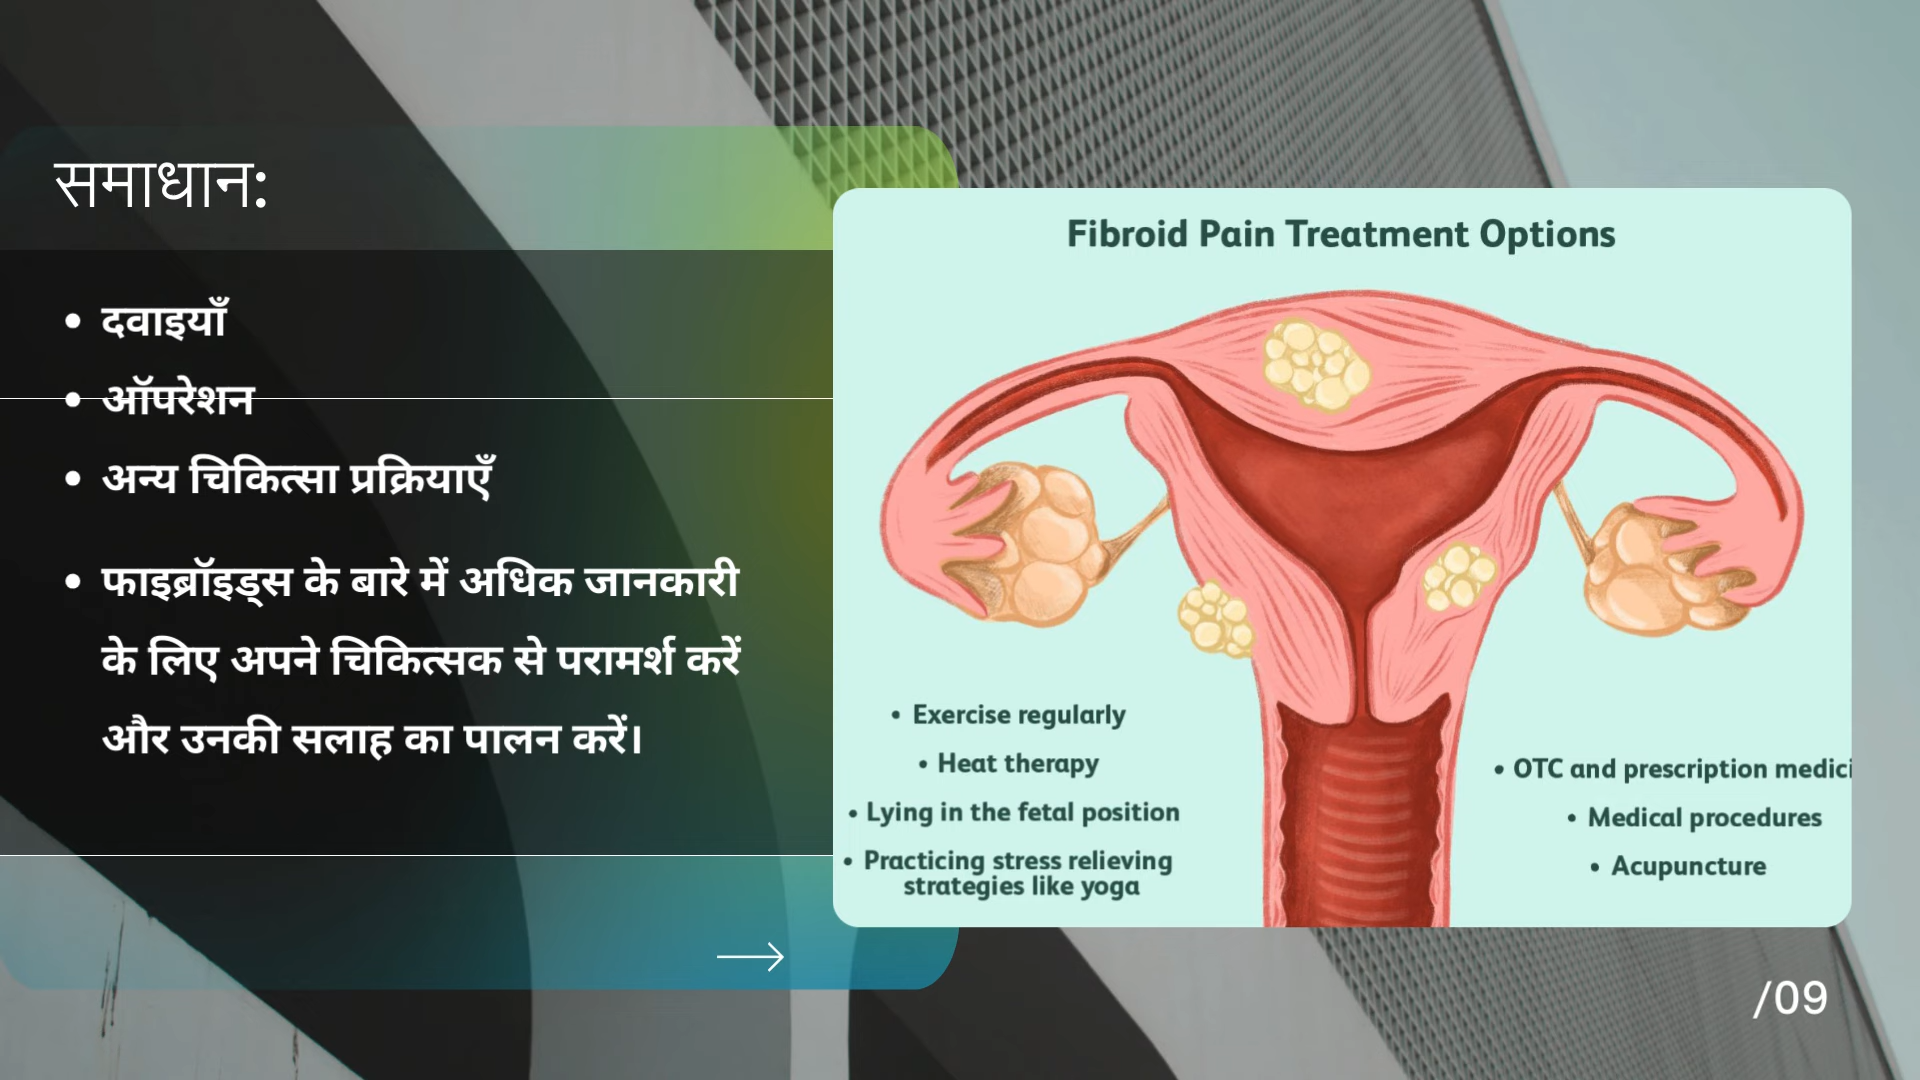 समाधान:
• दवाइयाँ
• ऑपरेशन
• अन्य चिकित्सा प्रक्रियाएँ
• फाइब्रॉइड्स के बारे में अधिक जानकारी
के लिए अपने चिकित्सक से परामर्श करें
और उनकी सलाह का पालन करें।
Fibroid Pain Treatment Options
• Exercise regularly
• Heat therapy
• Lying in the fetal position
• Practicing stress relieving
strategies like yoga
• OTC and prescription medici
• Medical procedures
• Acupuncture
/09